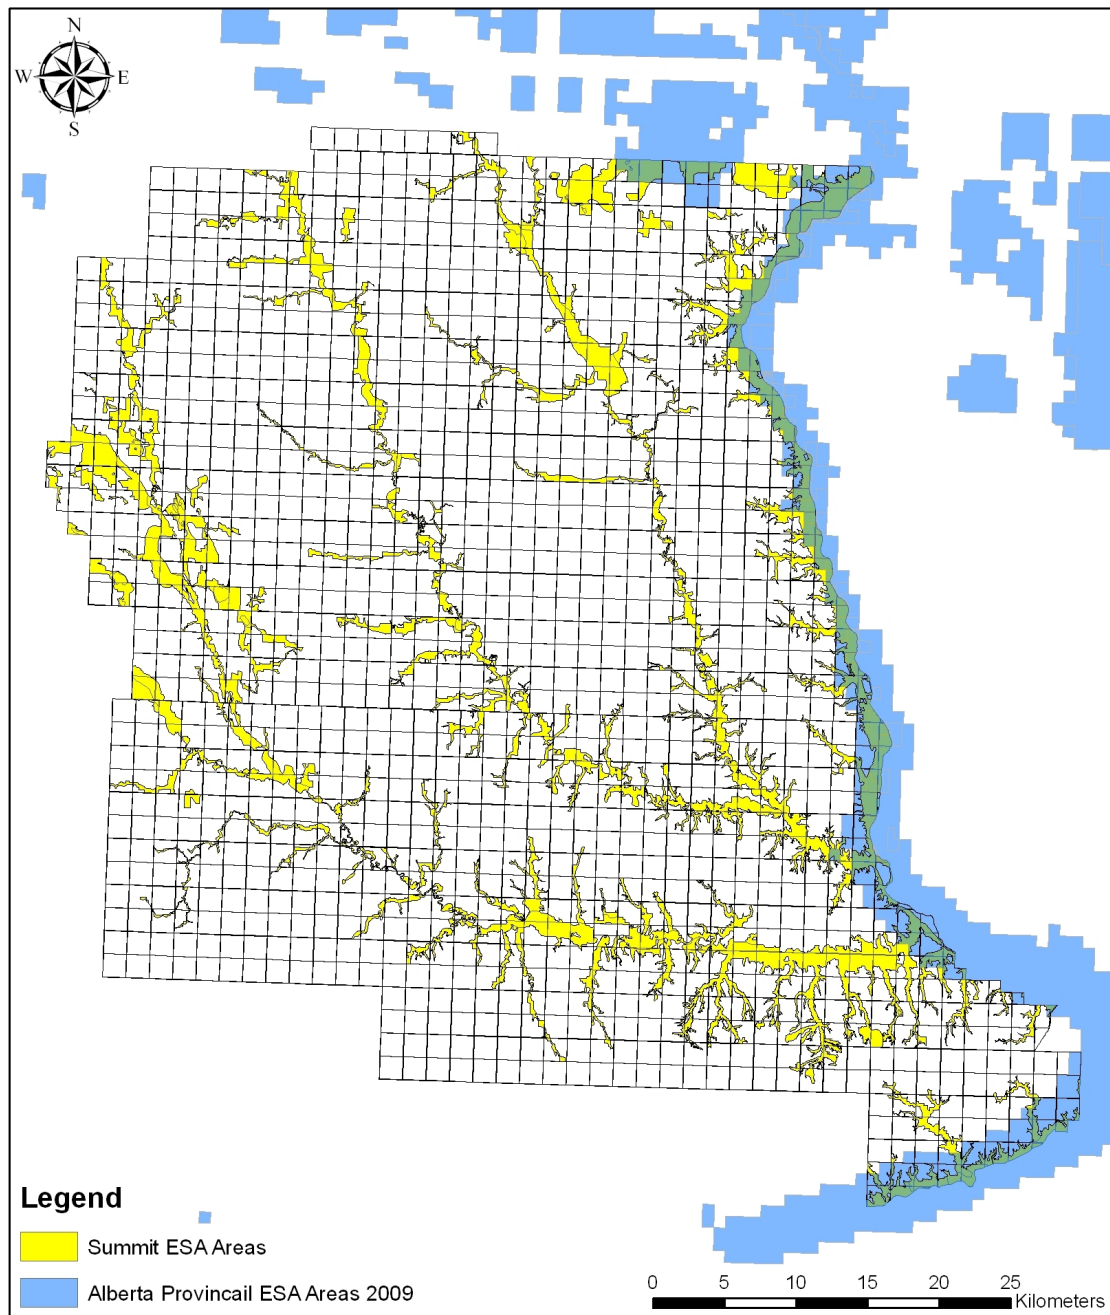 N
W E
S
Legend
Summit ESA Areas
Alberta Provincail ESA Areas 2009
0 5 10 15 20 25
Kilometers